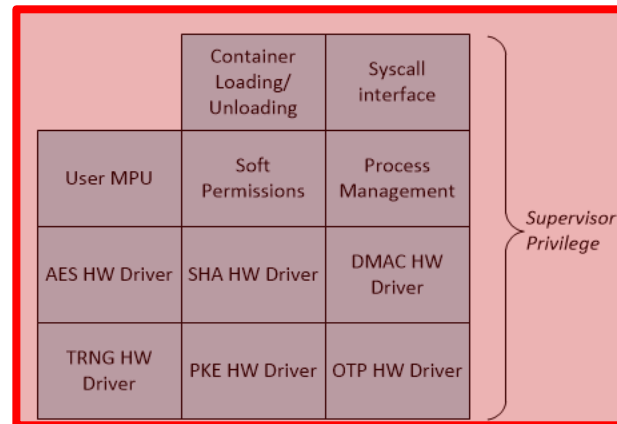 Container
Loading/
Unloading
Syscall
interface
User MPU
Soft
Permissions
Process
Management
Supervisor
Privilege
AES HW Driver
SHA HW Driver
DMAC HW
Driver
TRNG HW
Driver
PKE HW Driver
OTP HW Driver